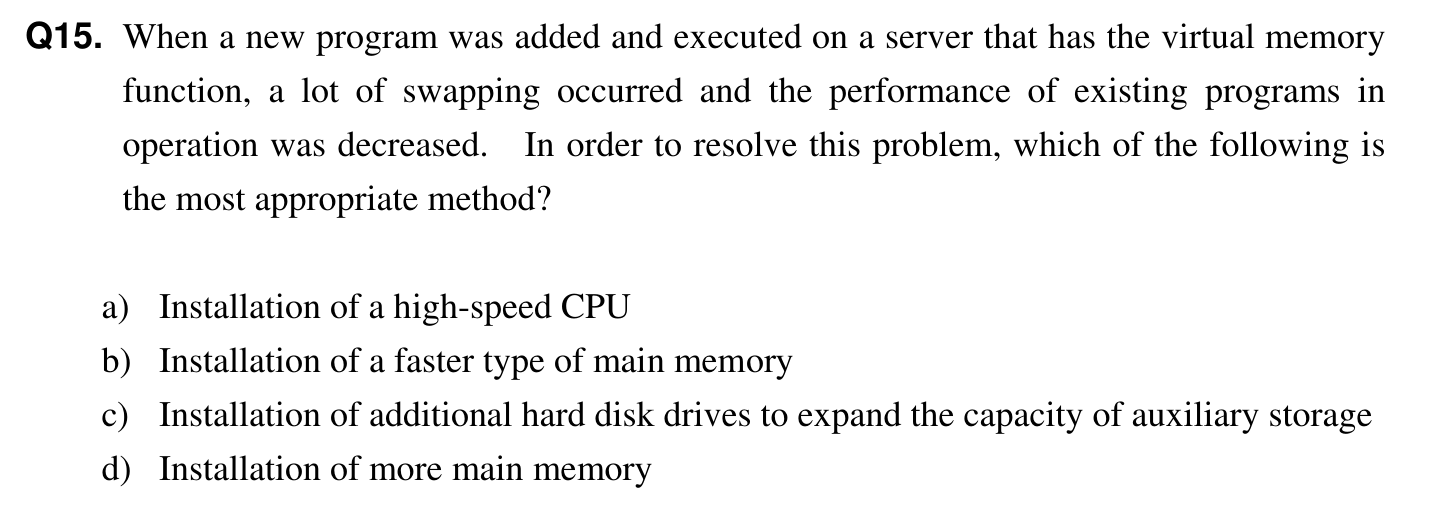 Q15. When a new program was added and executed on a server that has the virtual memory
function, a lot of swapping occurred and the performance of existing programs in
operation was decreased. In order to resolve this problem, which of the following is
the most appropriate method?
a) Installation of a high-speed CPU
b) Installation of a faster type of main memory
c) Installation of additional hard disk drives to expand the capacity of auxiliary storage
d) Installation of more main memory